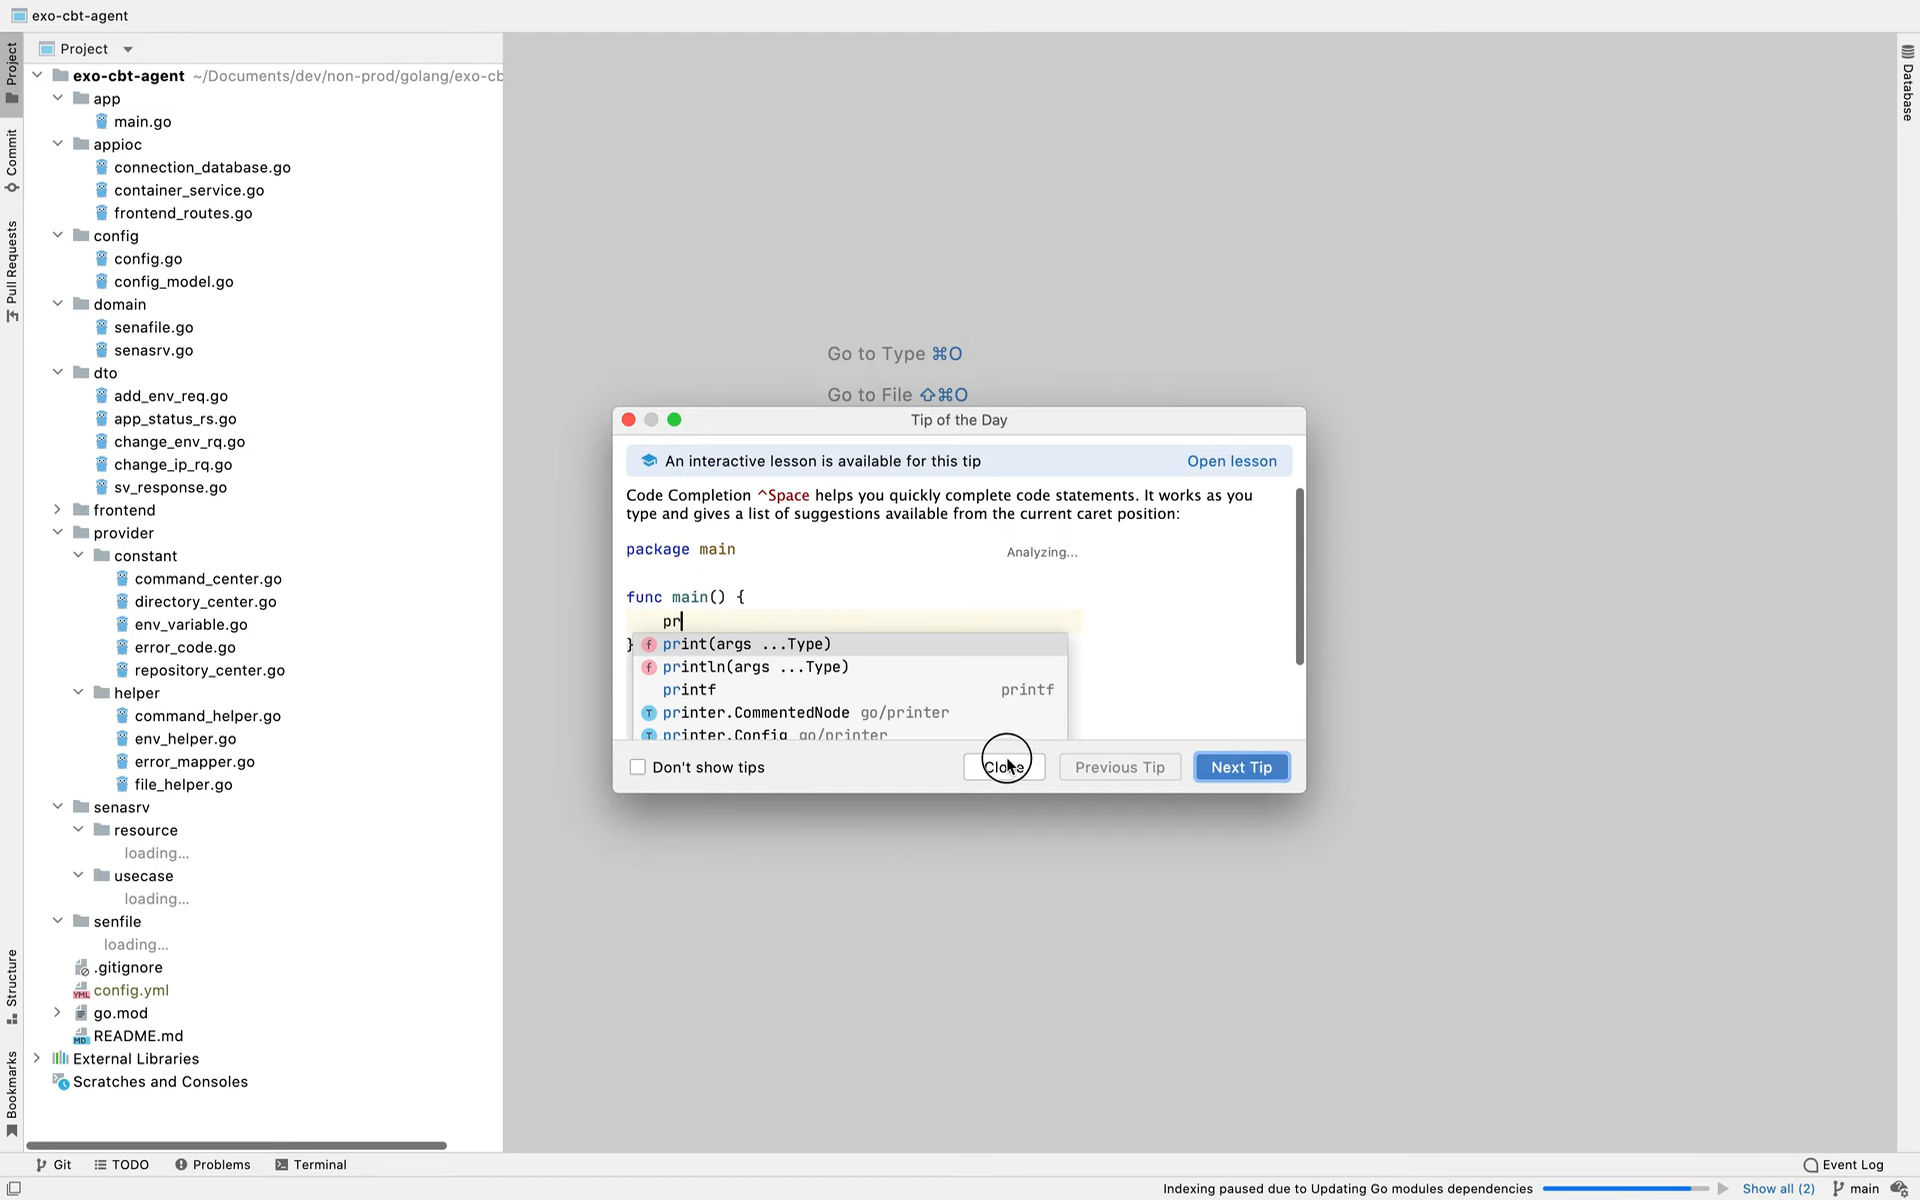 exo-cbt-agent
Project
Project
Commit
Pull Requests
Structure
Bookmarks
exo-cbt-agent ~/Documents/dev/non-prod/golang/exo-cb
app
main.go
appioc
connection_database.go
container_service.go
frontend_routes.go
config
config.go
config_model.go
domain
senafile.go
senasrv.go
dto
add_env_req.go
app_status_rs.go
change_env_rq.go
change_ip_rq.go
sv_response.go
frontend
provider
constant
command_center.go
directory_center.go
env_variable.go
error_code.go
repository_center.go
helper
command_helper.go
env_helper.go
error_mapper.go
file_helper.go
senasrv
resource
loading...
usecase
loading...
senfile
loading...
.gitignore
config.yml
go.mod
README.md
External Libraries
Scratches and Consoles
Go to Type ⌘O
Go to File ⇧⌘O
Tip of the Day
An interactive lesson is available for this tip Open lesson
Code Completion ^Space helps you quickly complete code statements. It works as you
type and gives a list of suggestions available from the current caret position:
package main
Analyzing...
func main() {
pr
}
f print(args ...Type)
f println(args ...Type)
printf printf
T printer.CommentedNode go/printer
T printer.Config go/printer
Don't show tips
Close
Previous Tip
Next Tip
Database
Git TODO Problems Terminal Event Log
Indexing paused due to Updating Go modules dependencies Show all (2) main